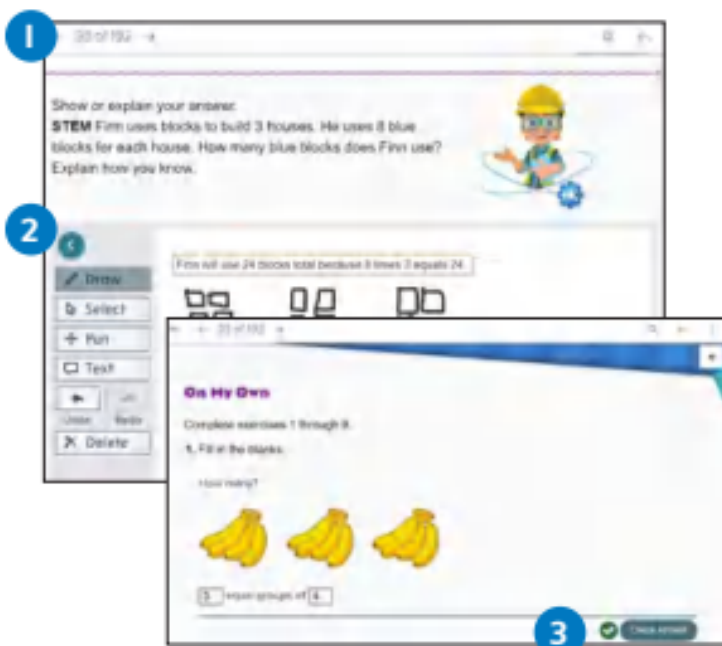 1
of 192
Show or explain your answer.
STEM Finn uses blocks to build 3 houses. He uses 8 blue
blocks for each house. How many blue blocks does Finn use?
Explain how you know.
2
Finn will use 24 blocks total because 8 times 3 equals 24.
Draw
Select
Pan
Text
Undo Redo
Delete
of 192
On My Own
Complete exercises 1 through
1. Fill in the blanks.
How many?
3 equal groups of 4
3
Check Answer